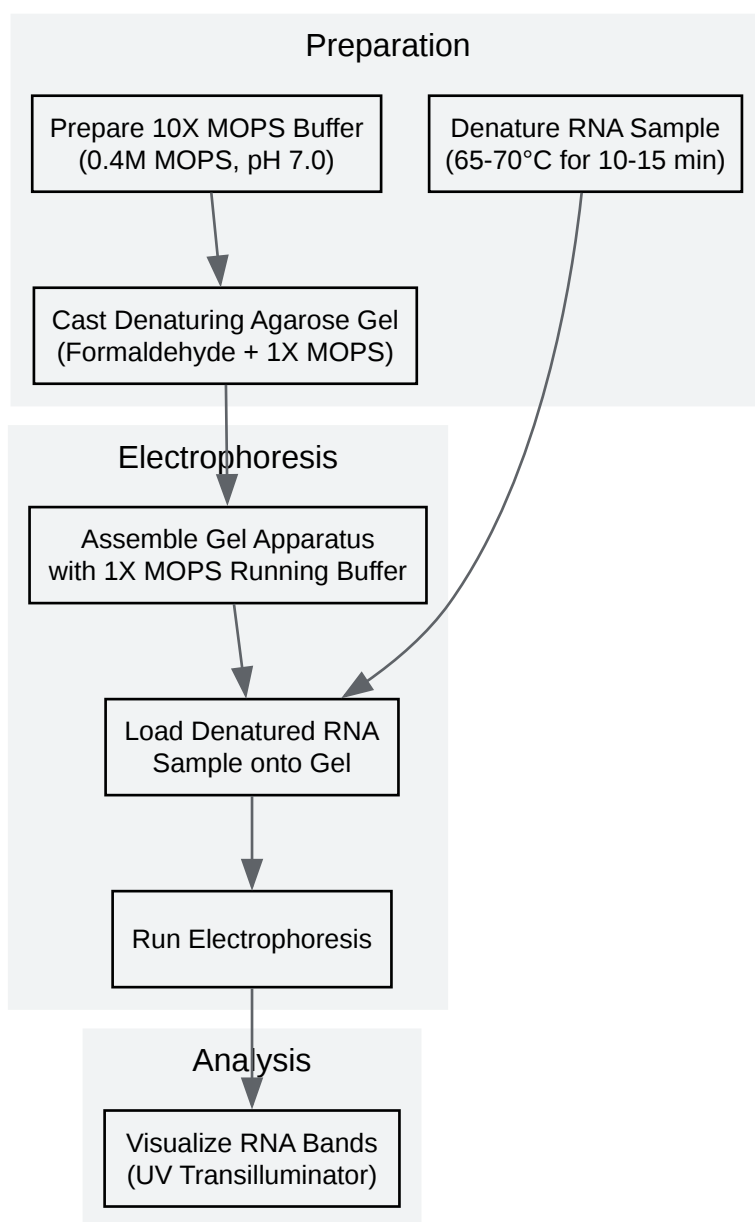 Preparation
Prepare 10X MOPS Buffer
(0.4M MOPS, pH 7.0)
Denature RNA Sample
(65-70°C for 10-15 min)
Cast Denaturing Agarose Gel
(Formaldehyde + 1X MOPS)
Electrophoresis
Assemble Gel Apparatus
with 1X MOPS Running Buffer
Load Denatured RNA
Sample onto Gel
Run Electrophoresis
Analysis
Visualize RNA Bands
(UV Transilluminator)